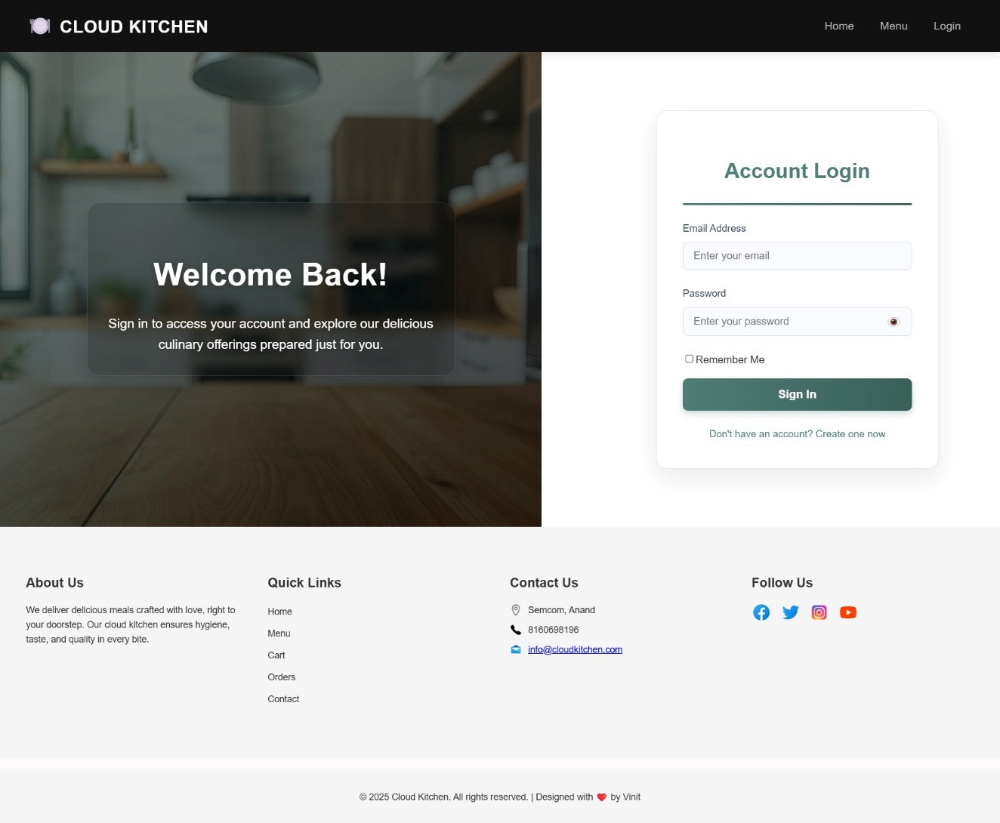 CLOUD KITCHEN
Home
Menu
Login
Welcome Back!
Sign in to access your account and explore our delicious
culinary offerings prepared just for you.
Account Login
Email Address
Enter your email
Password
Enter your password
Remember Me
Sign In
Don't have an account? Create one now
About Us
We deliver delicious meals crafted with love, right to
your doorstep. Our cloud kitchen ensures hygiene,
taste, and quality in every bite.
Quick Links
Home
Menu
Cart
Orders
Contact
Contact Us
Semcom, Anand
8160698196
info@cloudkitchen.com
Follow Us
© 2025 Cloud Kitchen. All rights reserved. | Designed with ❤️ by Vinit